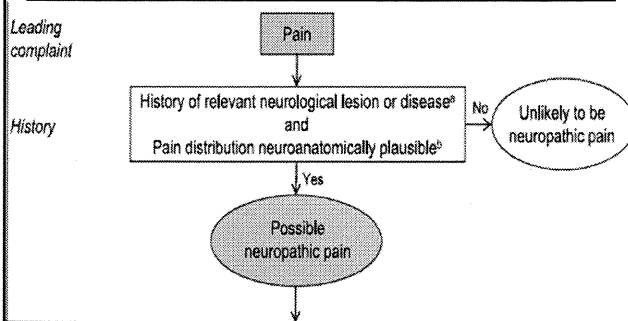 Leading
complaint
Pain
History
History of relevant neurological lesion or diseaseᵃ
and
Pain distribution neuroanatomically plausibleᵇ
No
Unlikely to be
neuropathic pain
Yes
Possible
neuropathic pain